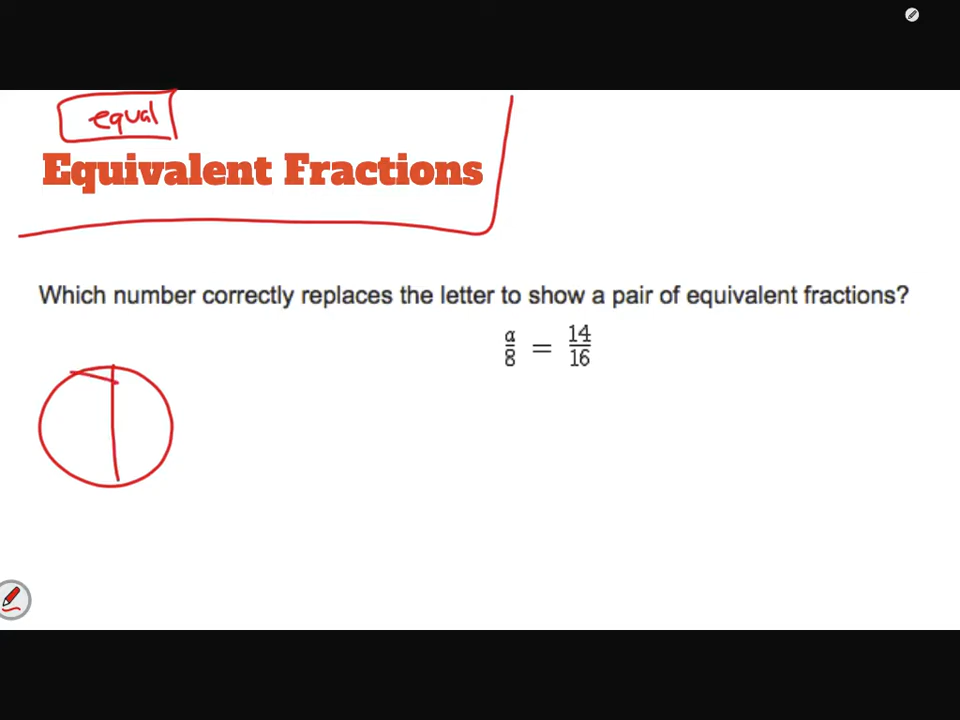 equal
Equivalent Fractions
Which number correctly replaces the letter to show a pair of equivalent fractions?
a/8 = 14/16